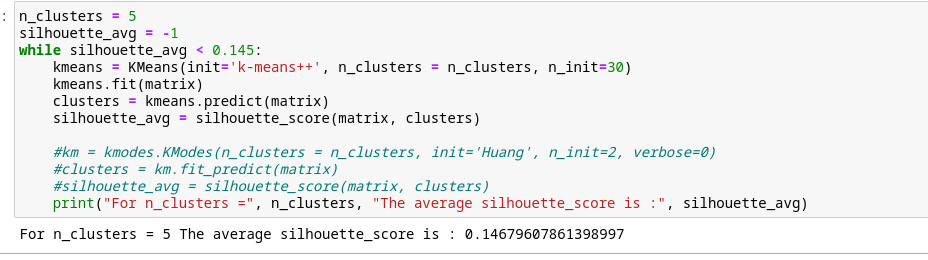 : n_clusters = 5
silhouette_avg = -1
while silhouette_avg < 0.145:
    kmeans = KMeans(init='k-means++', n_clusters = n_clusters, n_init=30)
    kmeans.fit(matrix)
    clusters = kmeans.predict(matrix)
    silhouette_avg = silhouette_score(matrix, clusters)

    #km = kmodes.KModes(n_clusters = n_clusters, init='Huang', n_init=2, verbose=0)
    #clusters = km.fit_predict(matrix)
    #silhouette_avg = silhouette_score(matrix, clusters)
    print("For n_clusters =", n_clusters, "The average silhouette_score is :", silhouette_avg)
For n_clusters = 5 The average silhouette_score is : 0.14679607861398997